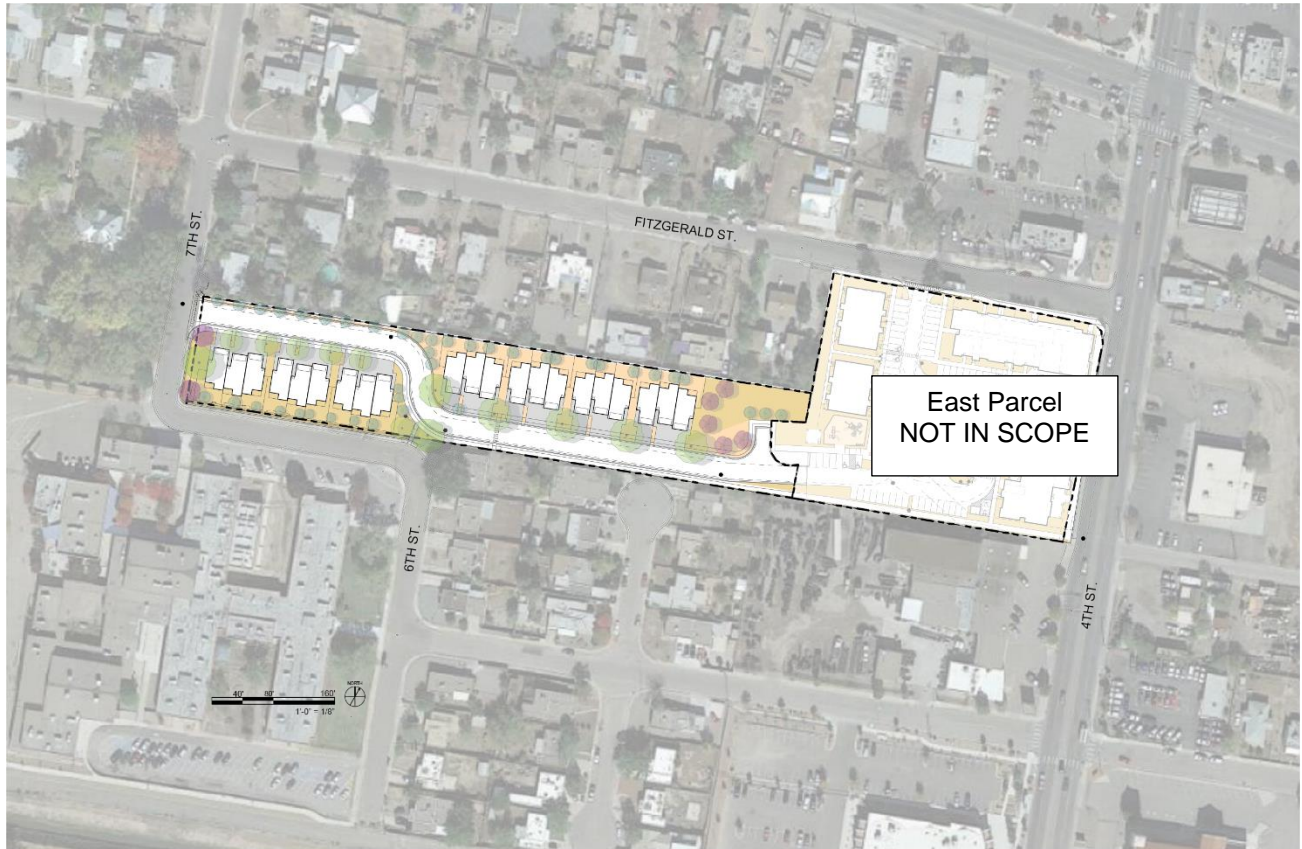 FITZGERALD ST.
7TH ST.
East Parcel
NOT IN SCOPE
6TH ST.
4TH ST.
NORTH
40' 80' 160'
1'-0" = 1/8"